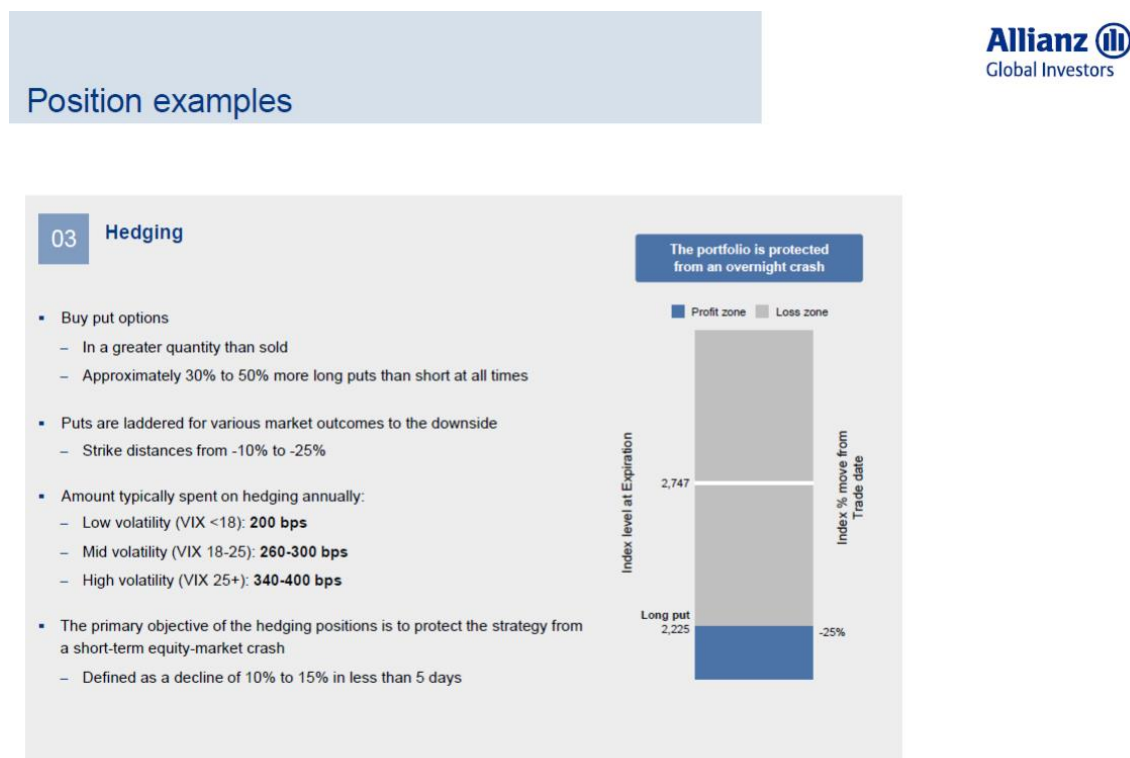 Allianz
Global Investors
Position examples
03
Hedging
▪ Buy put options
– In a greater quantity than sold
– Approximately 30% to 50% more long puts than short at all times
▪ Puts are laddered for various market outcomes to the downside
– Strike distances from -10% to -25%
▪ Amount typically spent on hedging annually:
– Low volatility (VIX <18): 200 bps
– Mid volatility (VIX 18-25): 260-300 bps
– High volatility (VIX 25+): 340-400 bps
▪ The primary objective of the hedging positions is to protect the strategy from
a short-term equity-market crash
– Defined as a decline of 10% to 15% in less than 5 days
The portfolio is protected
from an overnight crash
Profit zone Loss zone
Index level at Expiration
2,747
Long put
2,225
-25%
Index % move from
Trade date